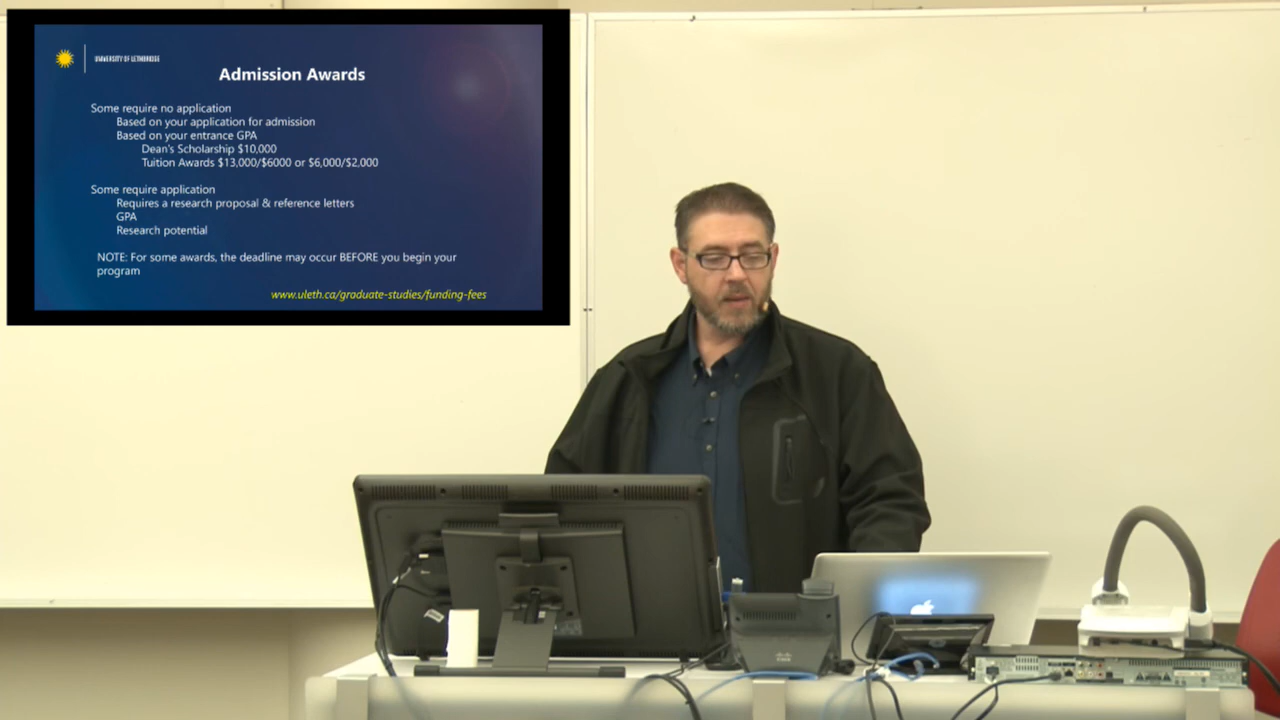 UNIVERSITY OF LETHBRIDGE
Admission Awards
Some require no application
Based on your application for admission
Based on your entrance GPA
Dean's Scholarship $10,000
Tuition Awards $13,000/$6000 or $6,000/$2,000
Some require application
Requires a research proposal & reference letters
GPA
Research potential
NOTE: For some awards, the deadline may occur BEFORE you begin your
program
www.uleth.ca/graduate-studies/funding-fees